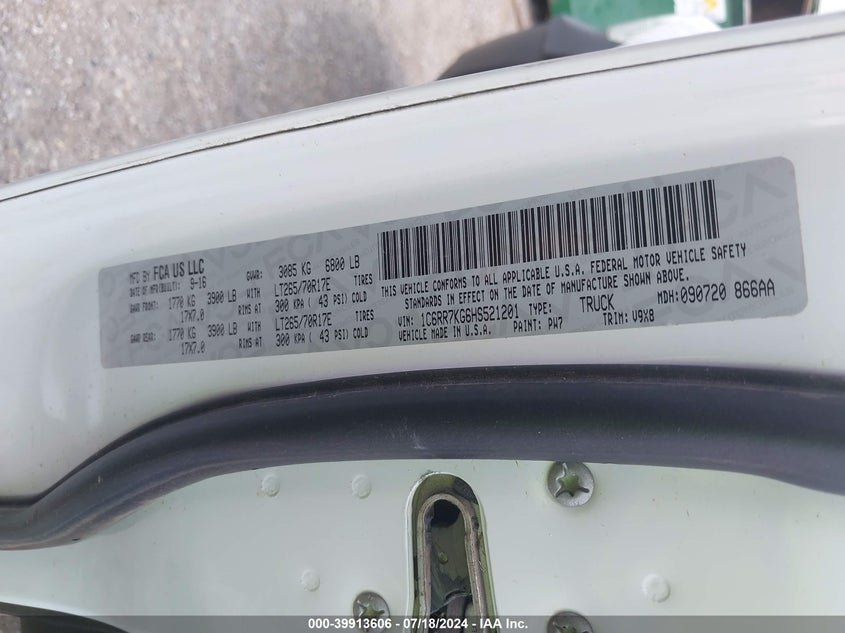 MFD BY FCA US LLC
DATE OF MFR(BUILT): 9-16
GVWR: 3085 KG 6800 LB
GAWR FRONT: 1770 KG 3900 LB WITH LT265/70R17E TIRES
17X7.0 RIMS AT 300 KPA ( 43 PSI) COLD
GAWR REAR: 1770 KG 3900 LB WITH LT265/70R17E TIRES
17X7.0 RIMS AT 300 KPA ( 43 PSI) COLD
THIS VEHICLE CONFORMS TO ALL APPLICABLE U.S.A. FEDERAL MOTOR VEHICLE SAFETY
STANDARDS IN EFFECT ON THE DATE OF MANUFACTURE SHOWN ABOVE.
VIN: 1C6RR7KG6HS521201 TYPE: TRUCK MDH:090720 866AA
VEHICLE MADE IN U.S.A. PAINT: PW7 TRIM: V9X8
000-39913606 - 07/18/2024 - IAA Inc.